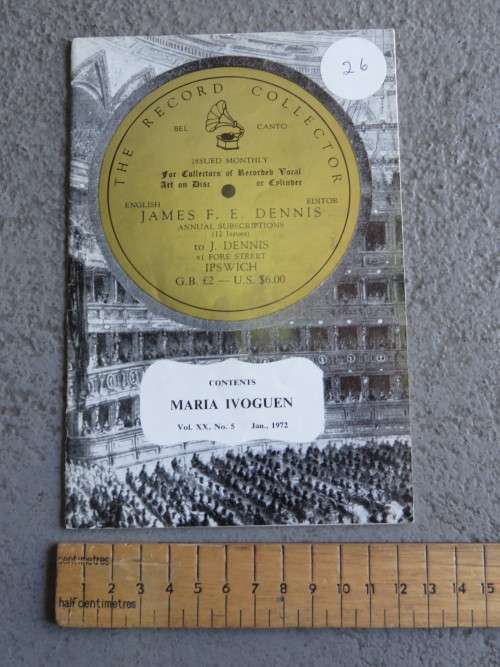 26
THE RECORD COLLECTOR
BEL CANTO
ISSUED MONTHLY
For Collectors of Recorded Vocal
Art on Disc or Cylinder
ENGLISH EDITOR
JAMES F. E. DENNIS
ANNUAL SUBSCRIPTIONS
(12 Issues)
to J. DENNIS
61 FORE STREET
IPSWICH
G.B. £2 — U.S. $6.00
CONTENTS
MARIA IVOGUEN
Vol. XX, No. 5 Jan., 1972
centimetres
1 2 3 4 5 6 7 8 9 10 11 12 13 14 15
half centimetres